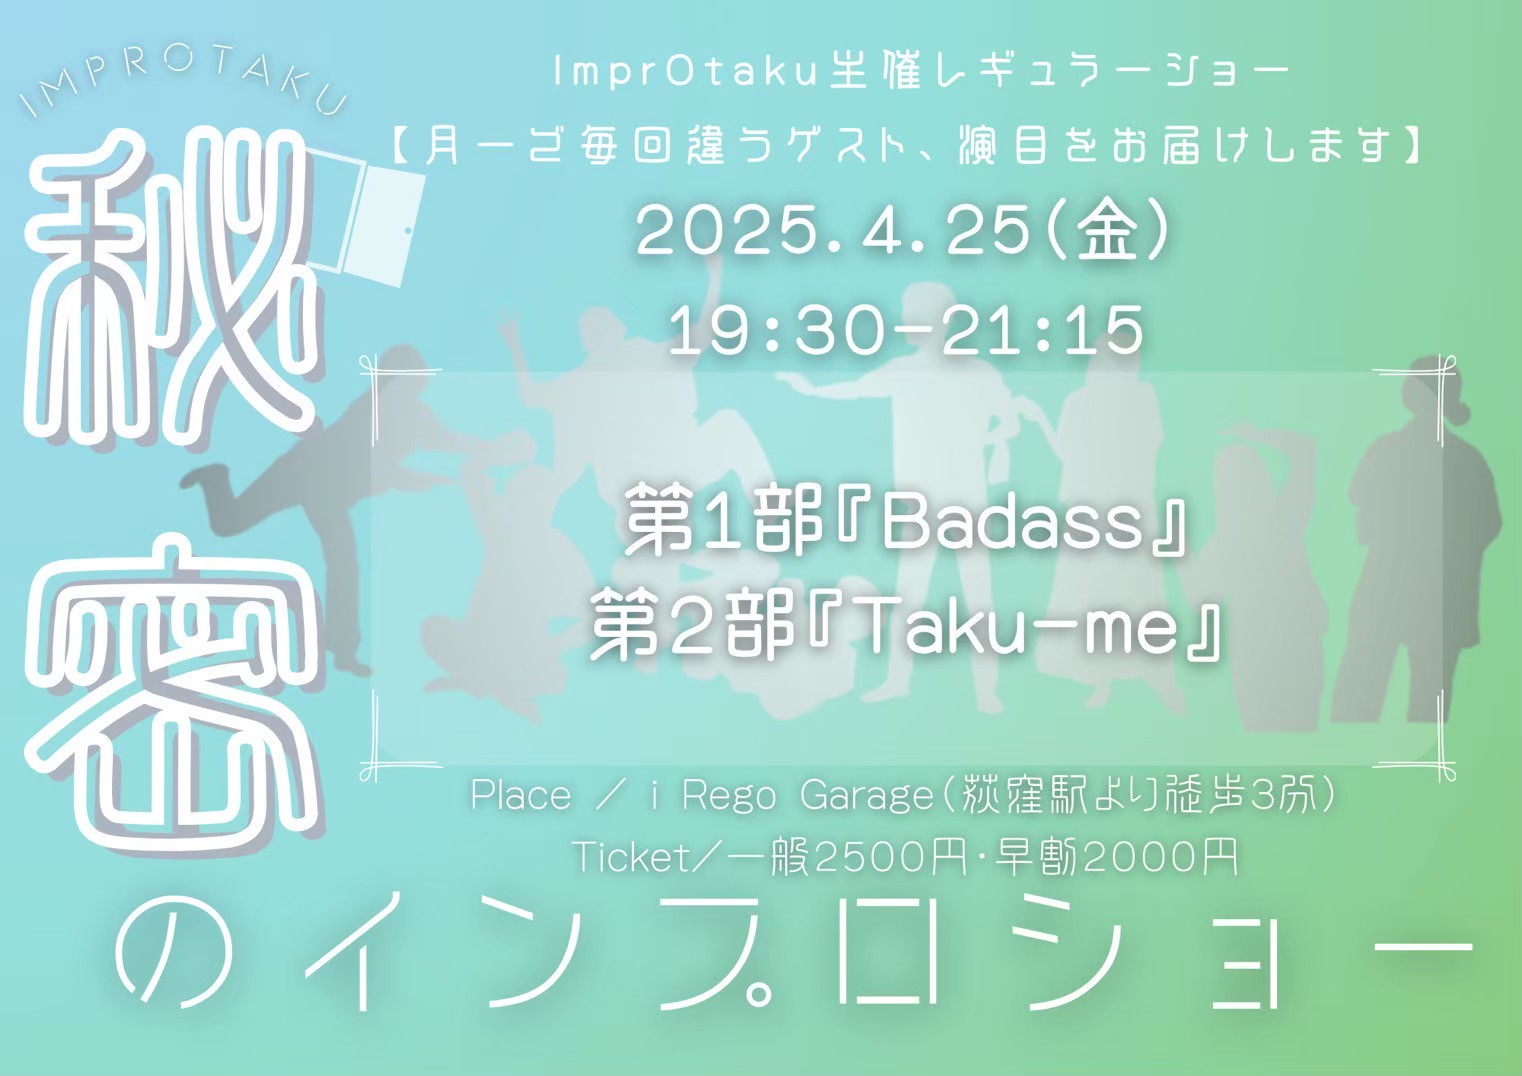 IMPROTAKU
秘密
のインプロショー
ImprOtaku主催レギュラーショー
【月一で毎回違うゲスト、演目をお届けします】
2025.4.25(金)
19:30-21:15
第1部『Badass』
第2部『Taku-me』
Place / i Rego Garage(荻窪駅より徒歩3分)
Ticket/一般2500円・早割2000円